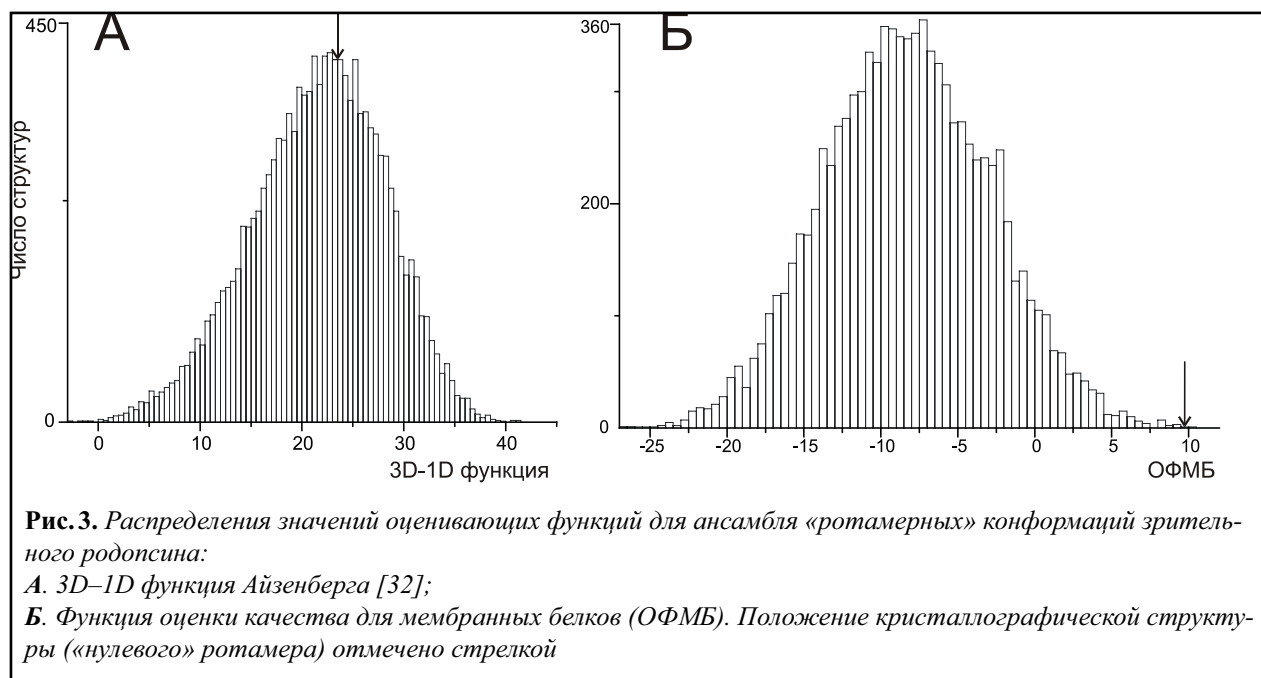 А
Б
450
Число структур
0
0 10 20 30 40
3D-1D функция
360
200
0
-25 -20 -15 -10 -5 0 5 10
ОФМБ
Рис. 3. Распределения значений оценивающих функций для ансамбля «ротамерных» конформаций зритель-
ного родопсина:
А. 3D–1D функция Айзенберга [32];
Б. Функция оценки качества для мембранных белков (ОФМБ). Положение кристаллографической структу-
ры («нулевого» ротамера) отмечено стрелкой